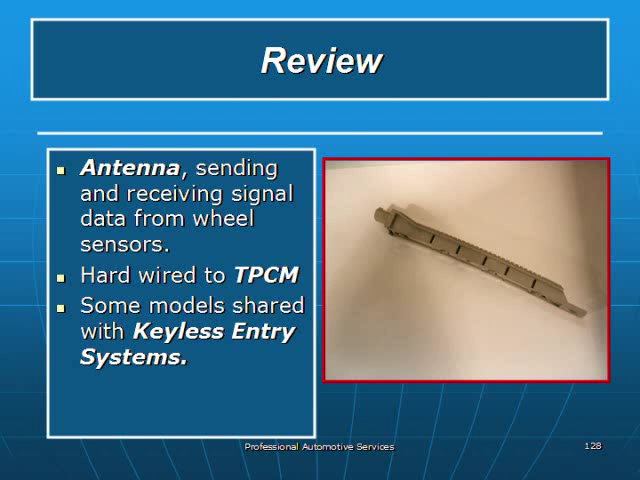 Review
Antenna, sending
and receiving signal
data from wheel
sensors.
Hard wired to TPCM
Some models shared
with Keyless Entry
Systems.
Professional Automotive Services
128